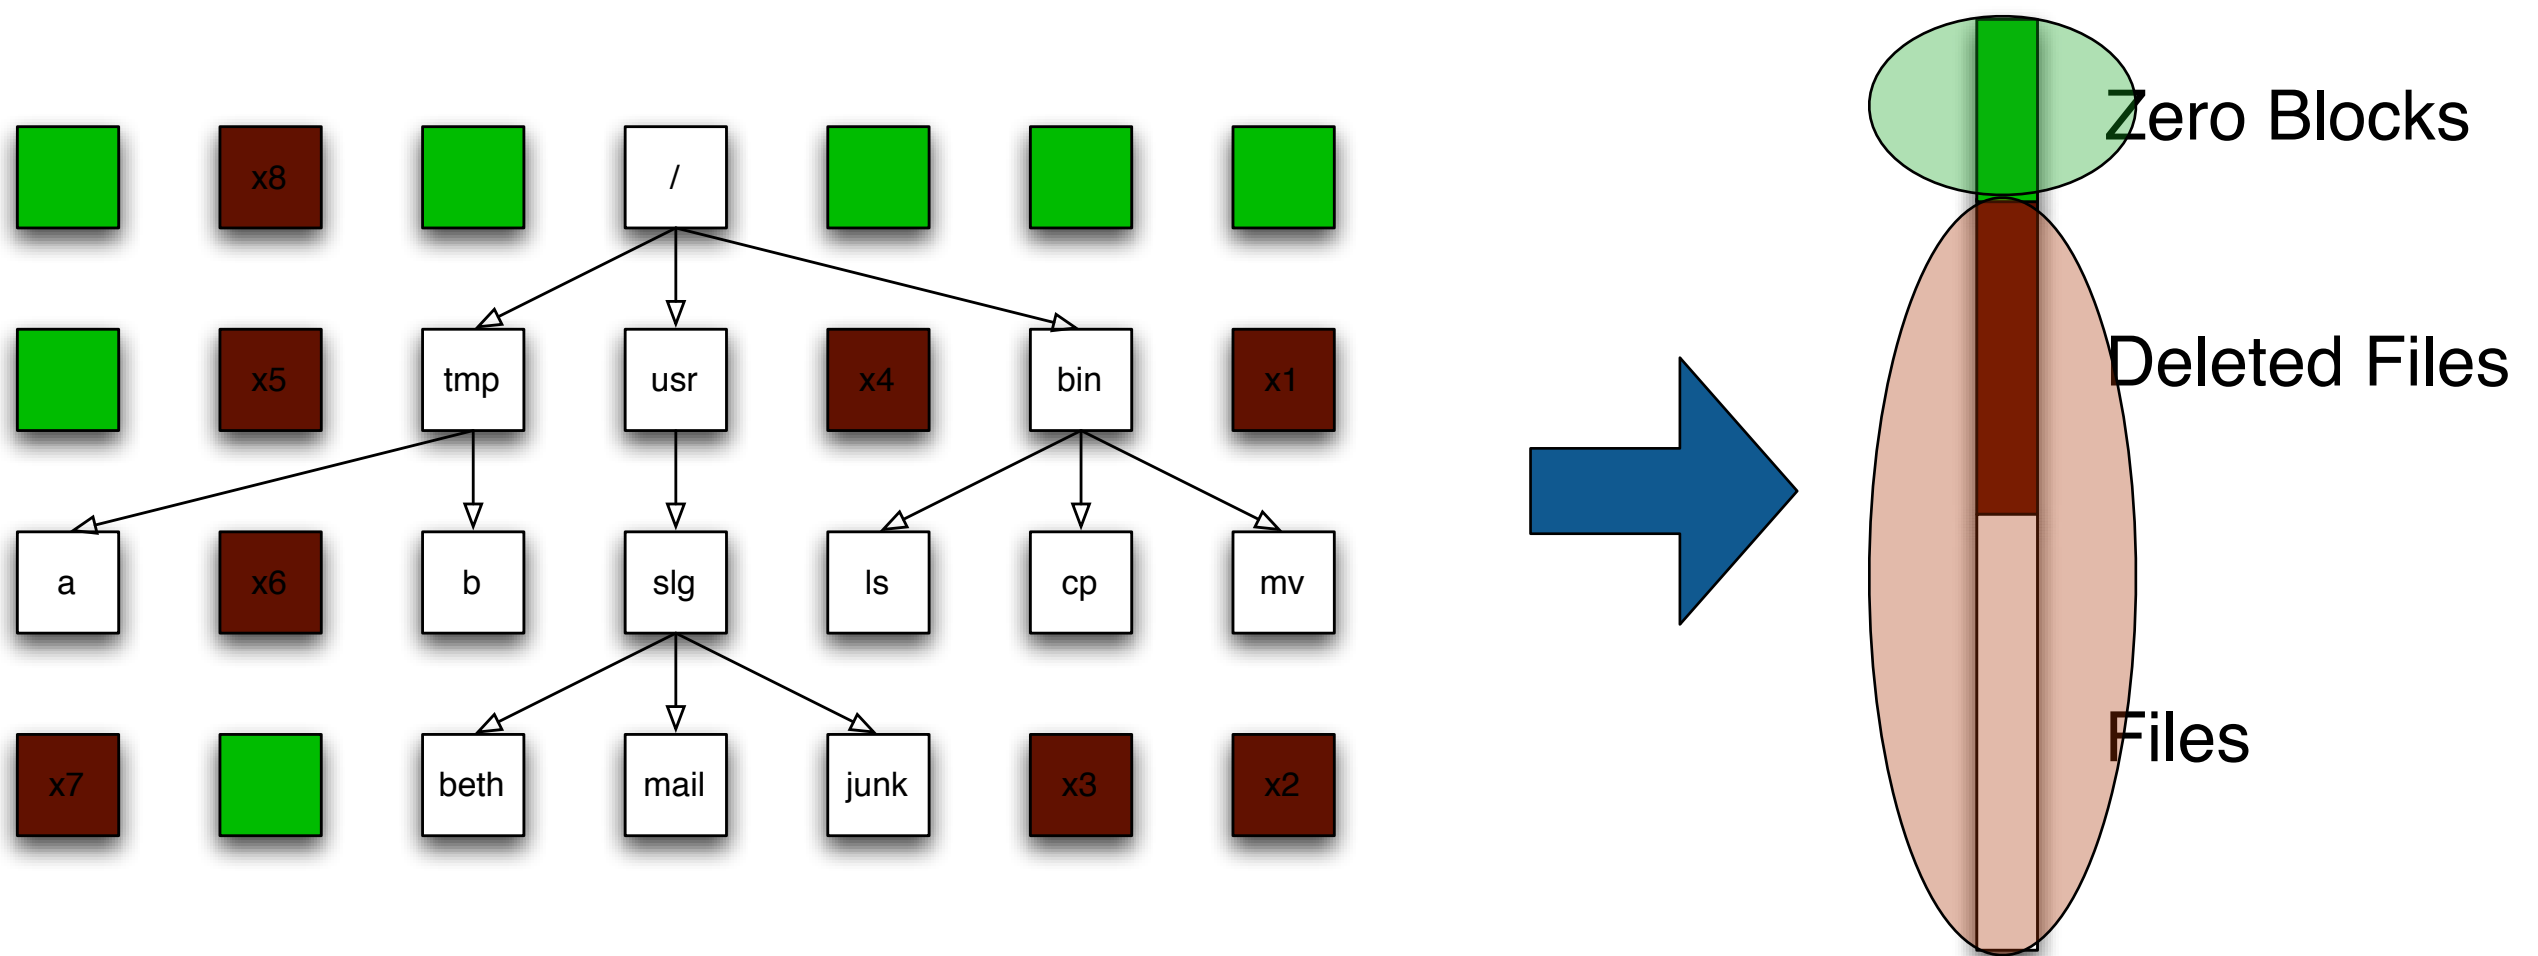 x8
/
Zero Blocks
x5
tmp
usr
x4
bin
x1
Deleted Files
a
x6
b
slg
ls
cp
mv
x7
beth
mail
junk
x3
x2
Files